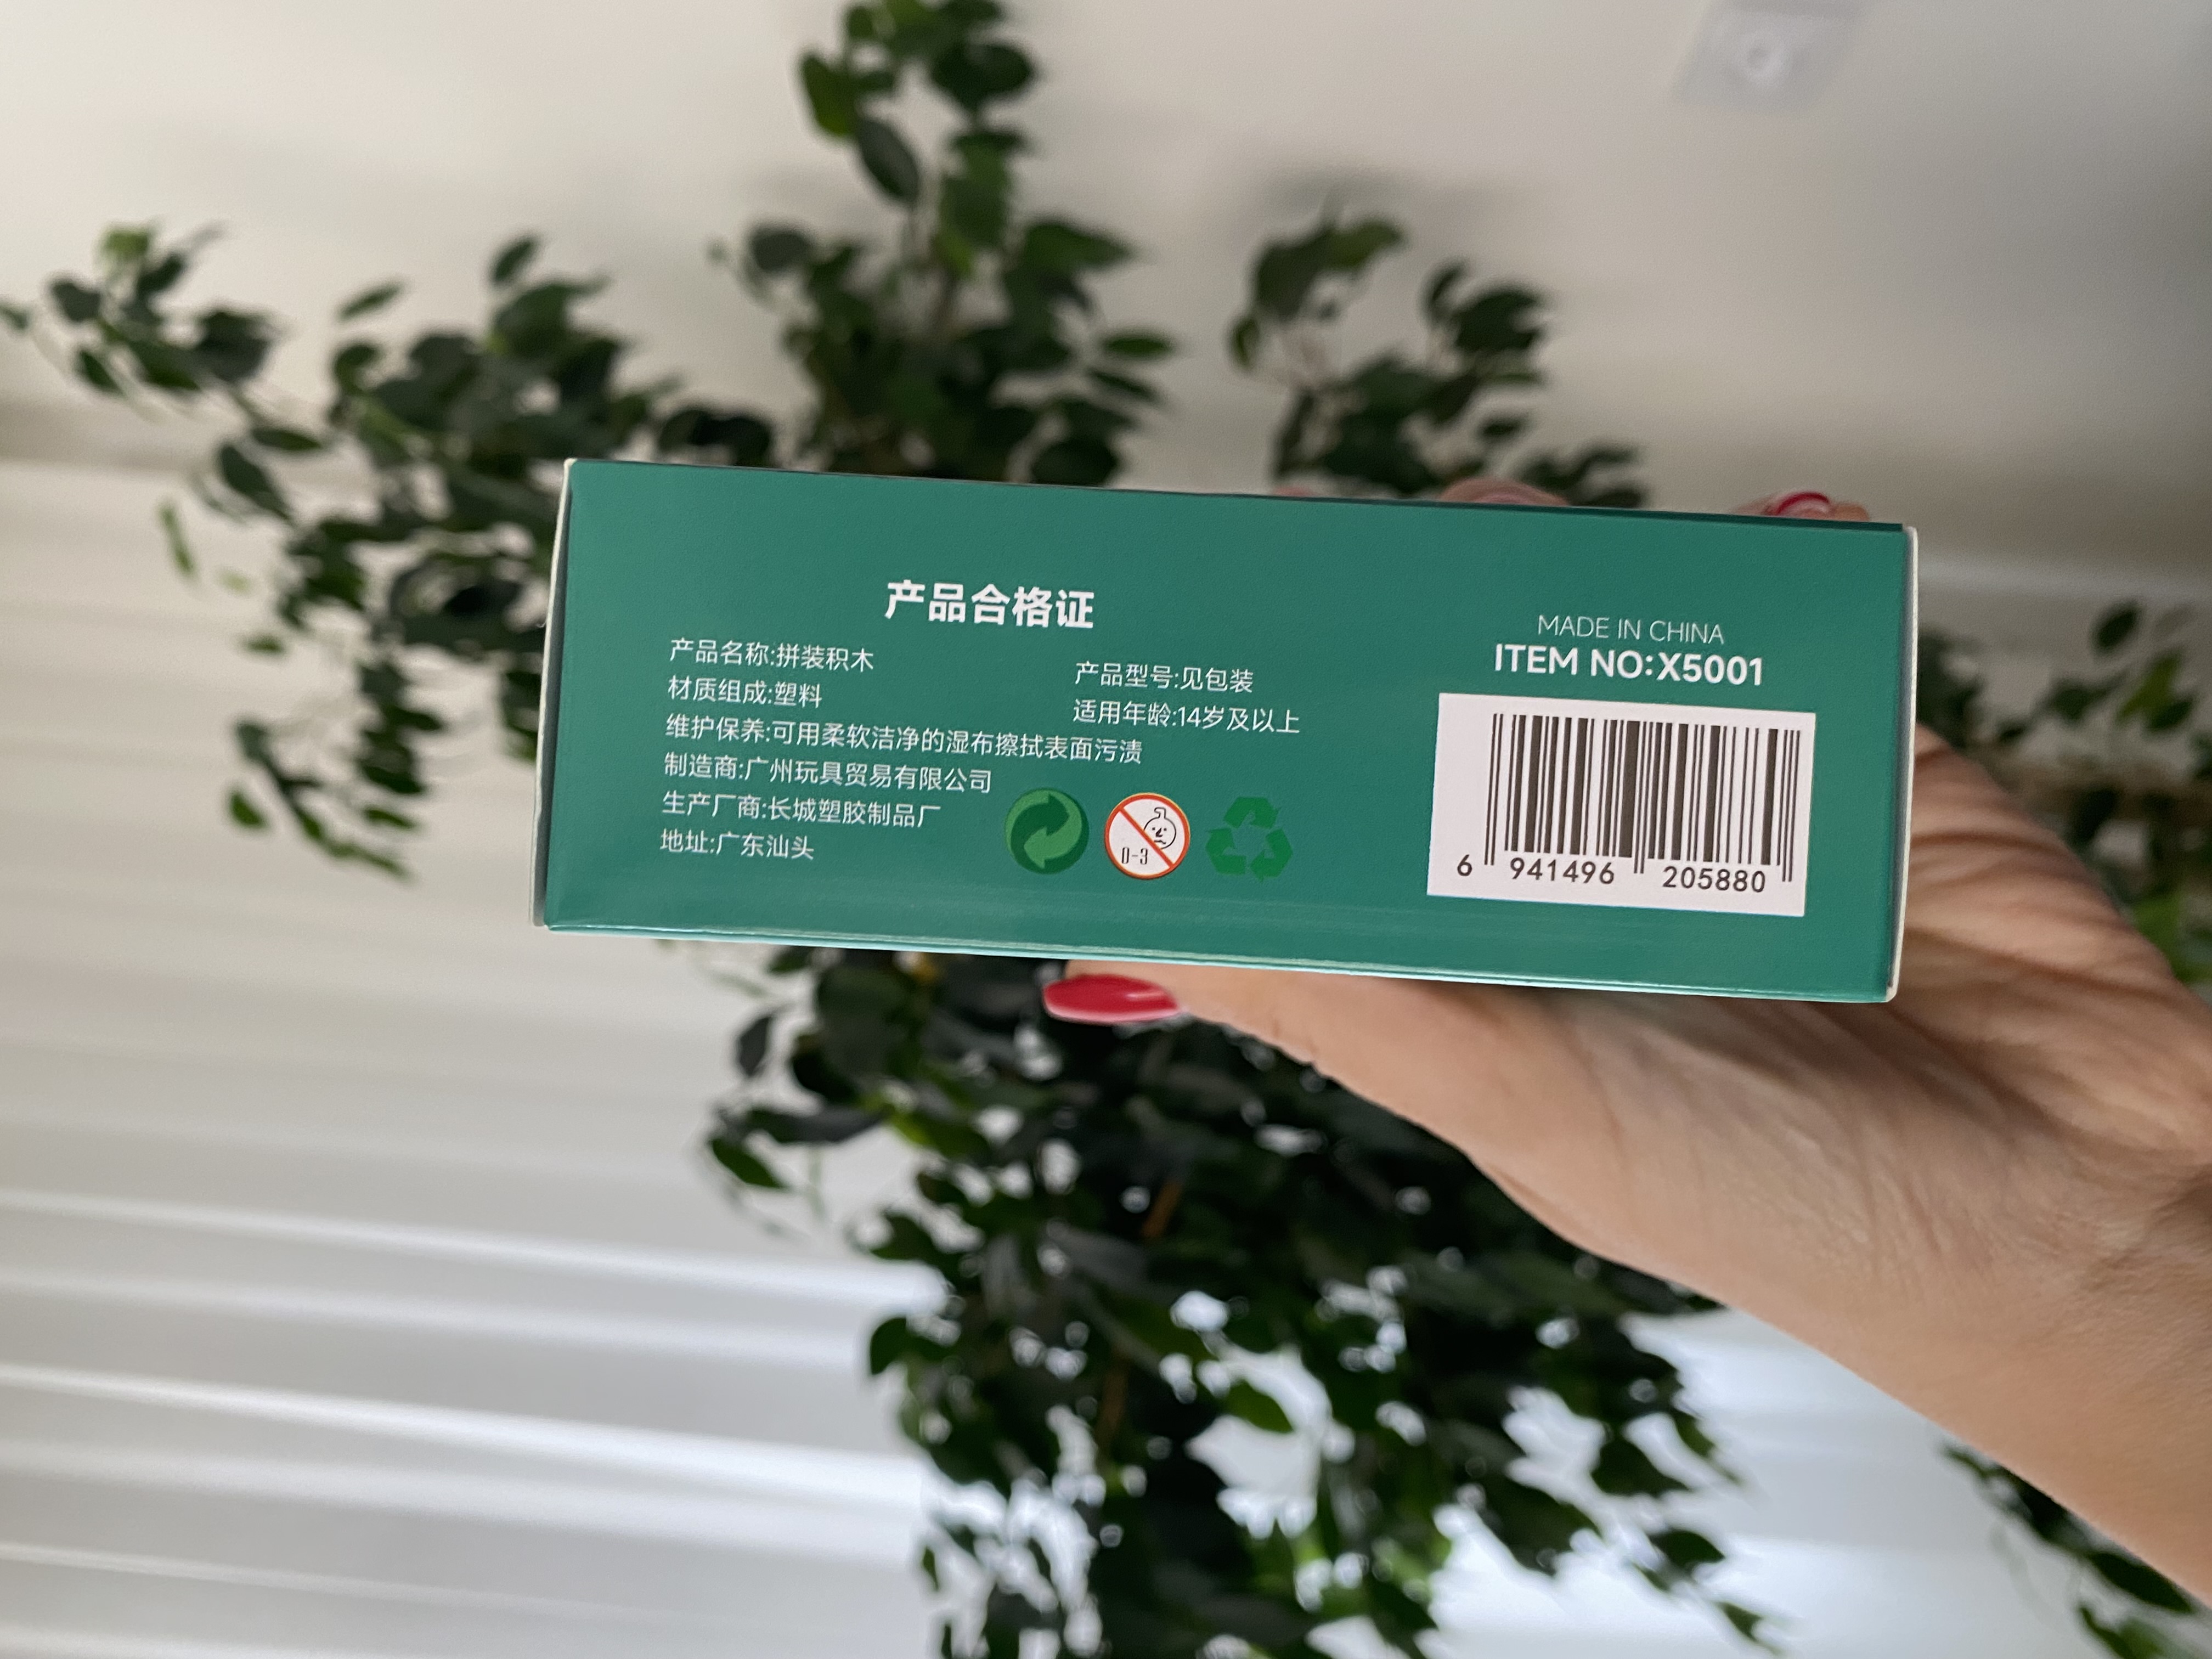 产品合格证
产品名称:拼装积木
产品型号:见包装
材质组成:塑料
适用年龄:14岁及以上
维护保养:可用柔软洁净的湿布擦拭表面污渍
制造商:广州玩具贸易有限公司
生产厂商:长城塑胶制品厂
地址:广东汕头
0-3
MADE IN CHINA
ITEM NO:X5001
6 941496 205880